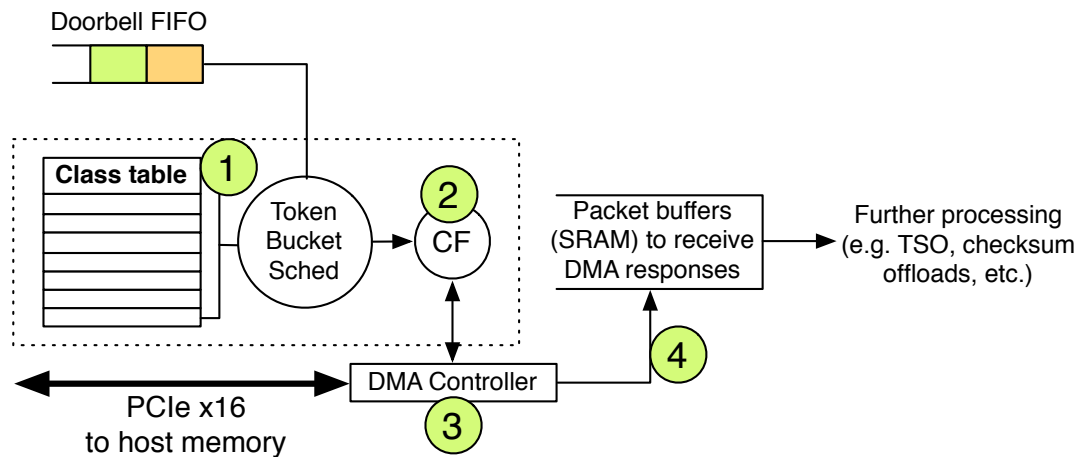 Doorbell FIFO
Class table
1
Token
Bucket
Sched
2
CF
Packet buffers
(SRAM) to receive
DMA responses
Further processing
(e.g. TSO, checksum
offloads, etc.)
4
DMA Controller
3
PCIe x16
to host memory